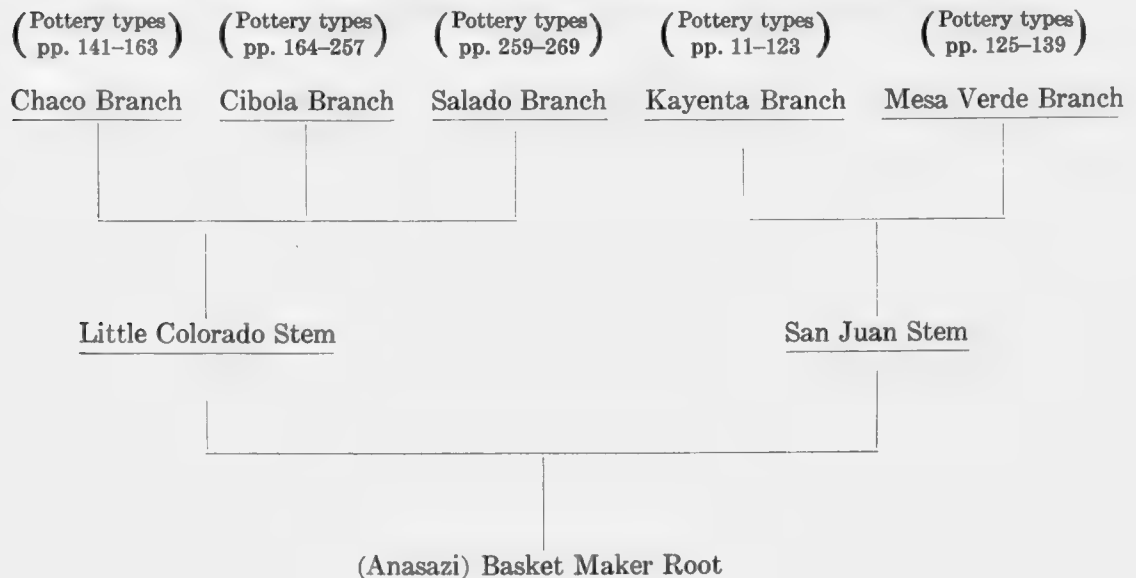 (Pottery types pp. 141–163) (Pottery types pp. 164–257) (Pottery types pp. 259–269) (Pottery types pp. 11–123) (Pottery types pp. 125–139)
Chaco Branch Cibola Branch Salado Branch Kayenta Branch Mesa Verde Branch
Little Colorado Stem San Juan Stem
(Anasazi) Basket Maker Root